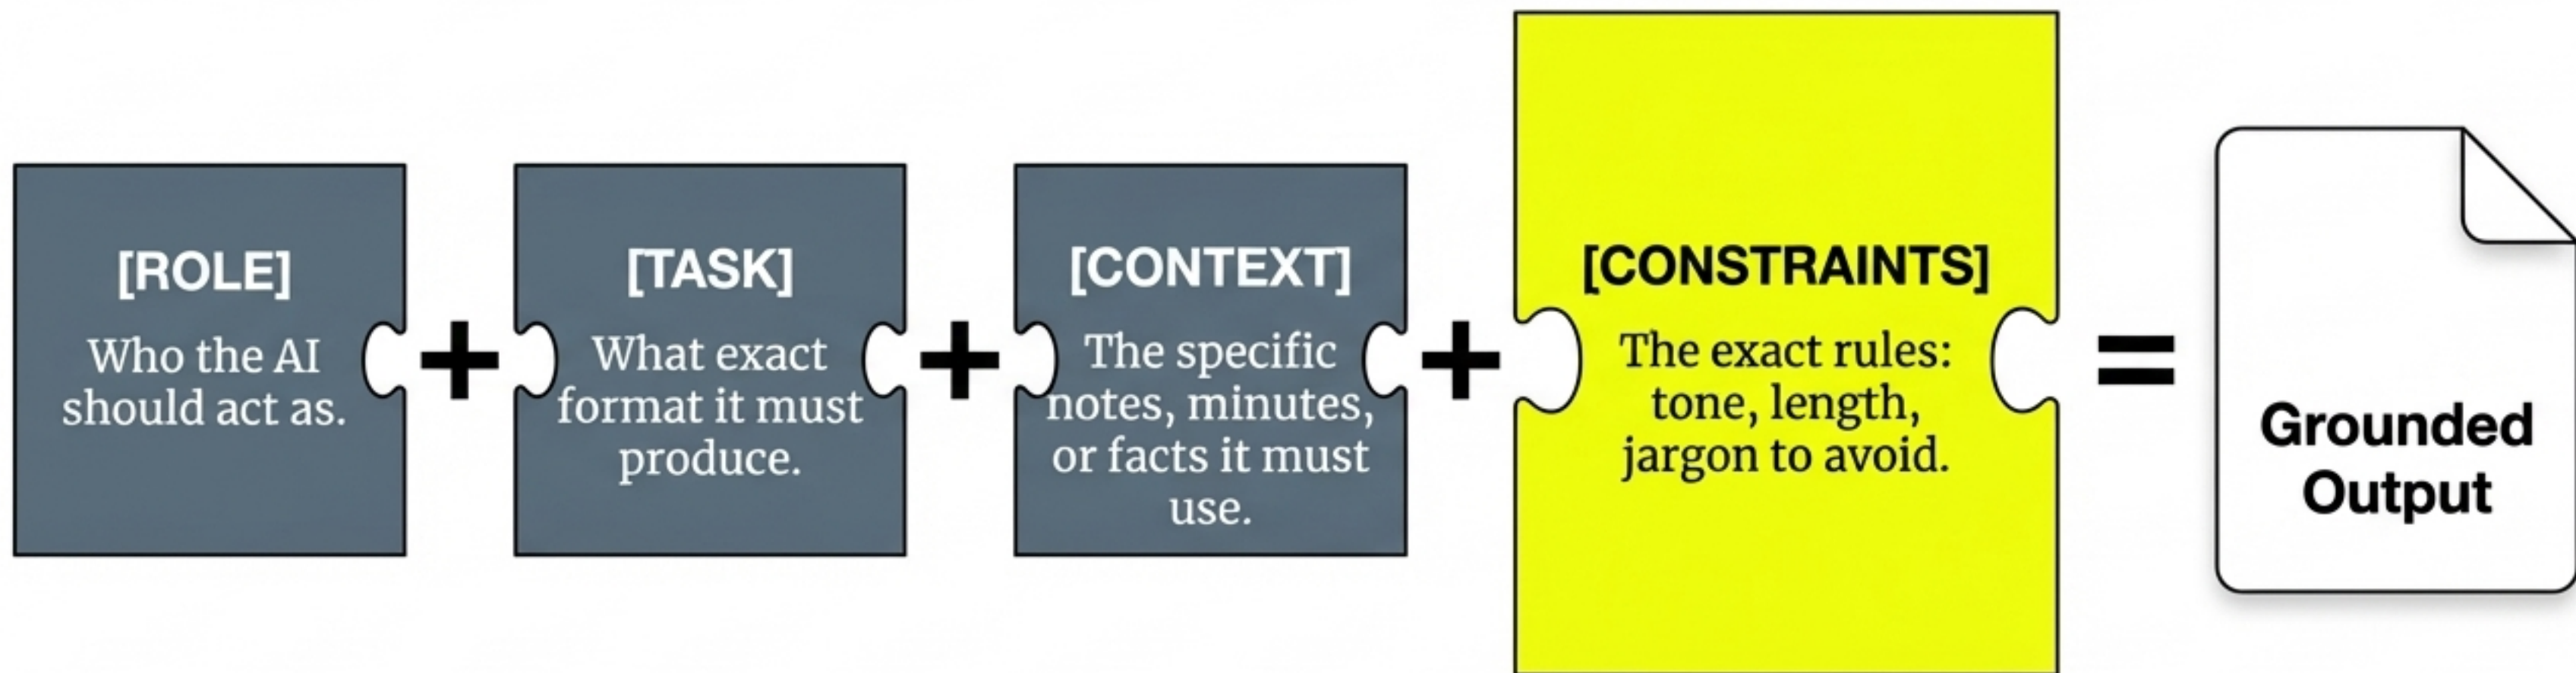 [ROLE]
Who the AI
should act as.
+
[TASK]
What exact
format it must
produce.
+
[CONTEXT]
The specific
notes, minutes,
or facts it must
use.
+
[CONSTRAINTS]
The exact rules:
tone, length,
jargon to avoid.
=
Grounded
Output